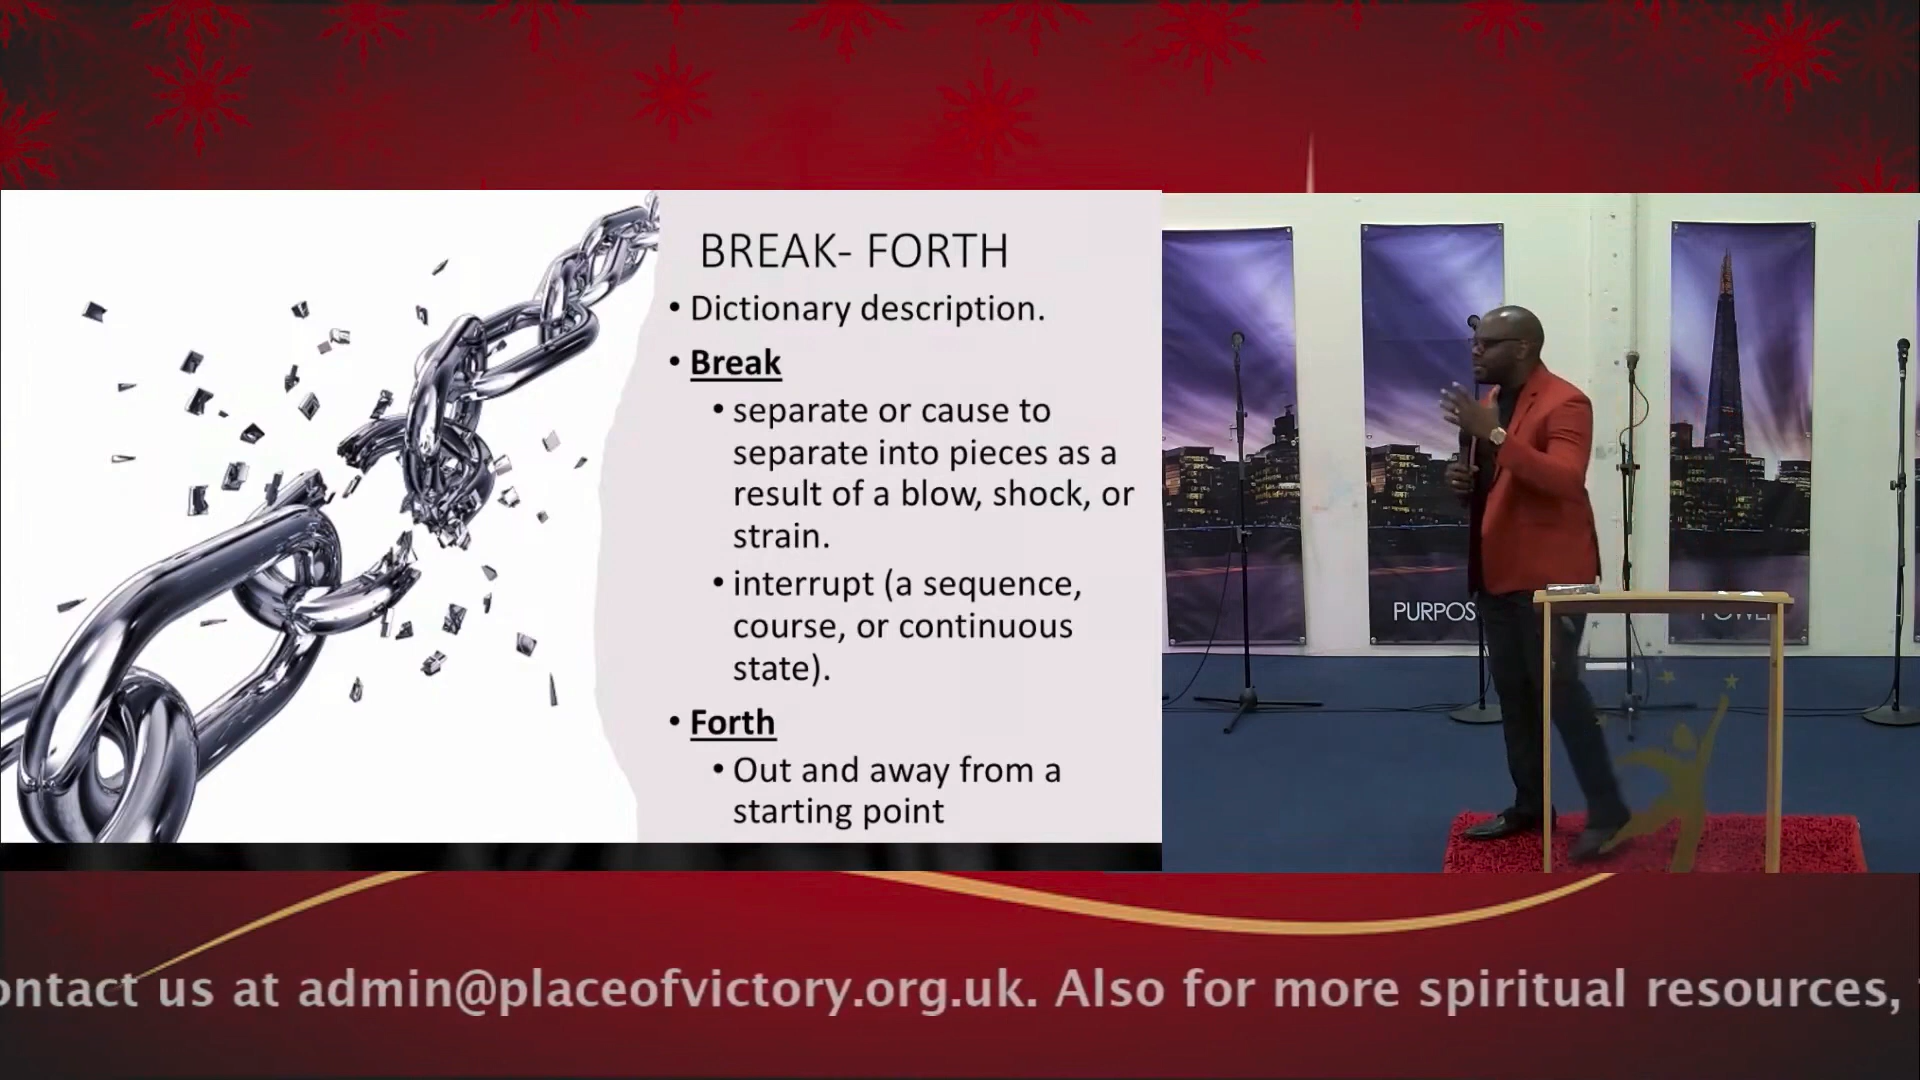 BREAK- FORTH
• Dictionary description.
• Break
• separate or cause to
separate into pieces as a
result of a blow, shock, or
strain.
• interrupt (a sequence,
course, or continuous
state).
• Forth
• Out and away from a
starting point
PURPOS
POWER
ontact us at admin@placeofvictory.org.uk. Also for more spiritual resources,